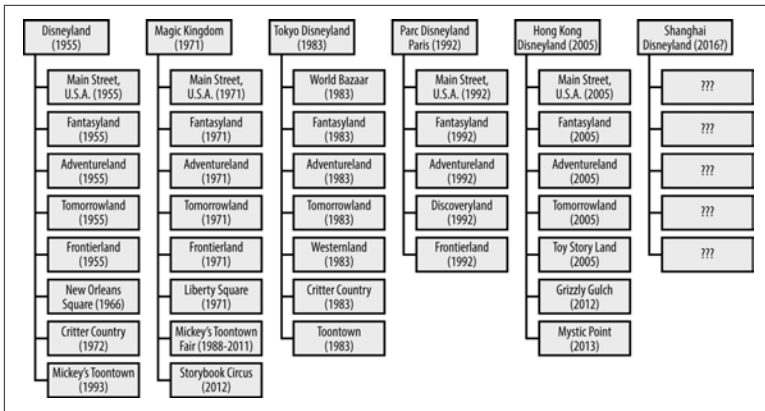 Disneyland
(1955)
Main Street,
U.S.A. (1955)
Fantasyland
(1955)
Adventureland
(1955)
Tomorrowland
(1955)
Frontierland
(1955)
New Orleans
Square (1966)
Critter Country
(1972)
Mickey's Toontown
(1993)
Magic Kingdom
(1971)
Main Street,
U.S.A. (1971)
Fantasyland
(1971)
Adventureland
(1971)
Tomorrowland
(1971)
Frontierland
(1971)
Liberty Square
(1971)
Mickey's Toontown
Fair (1988-2011)
Storybook Circus
(2012)
Tokyo Disneyland
(1983)
World Bazaar
(1983)
Fantasyland
(1983)
Adventureland
(1983)
Tomorrowland
(1983)
Westernland
(1983)
Critter Country
(1983)
Toontown
(1983)
Parc Disneyland
Paris (1992)
Main Street,
U.S.A. (1992)
Fantasyland
(1992)
Adventureland
(1992)
Discoveryland
(1992)
Frontierland
(1992)
Hong Kong
Disneyland (2005)
Main Street,
U.S.A. (2005)
Fantasyland
(2005)
Adventureland
(2005)
Tomorrowland
(2005)
Toy Story Land
(2005)
Grizzly Gulch
(2012)
Mystic Point
(2013)
Shanghai
Disneyland (2016?)
???
???
???
???
???